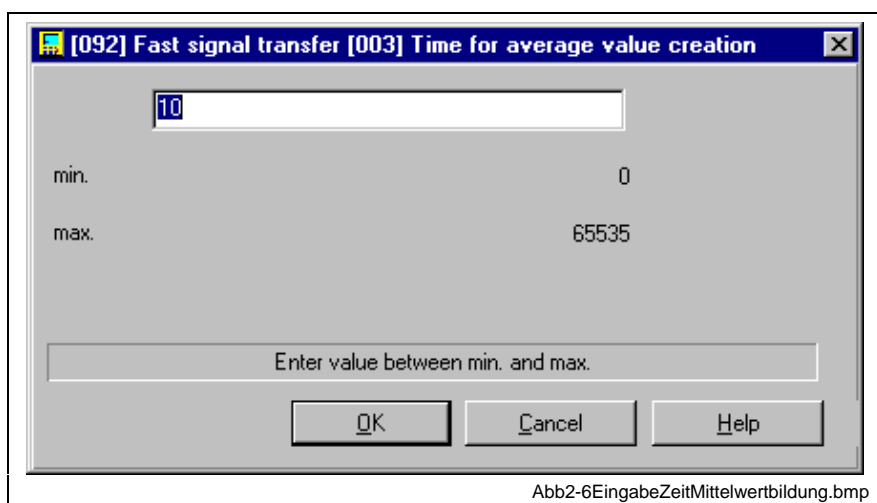 [092] Fast signal transfer [003] Time for average value creation
10
min. 0
max. 65535
Enter value between min. and max.
OK Cancel Help
Abb2-6EingabeZeitMittelwertbildung.bmp